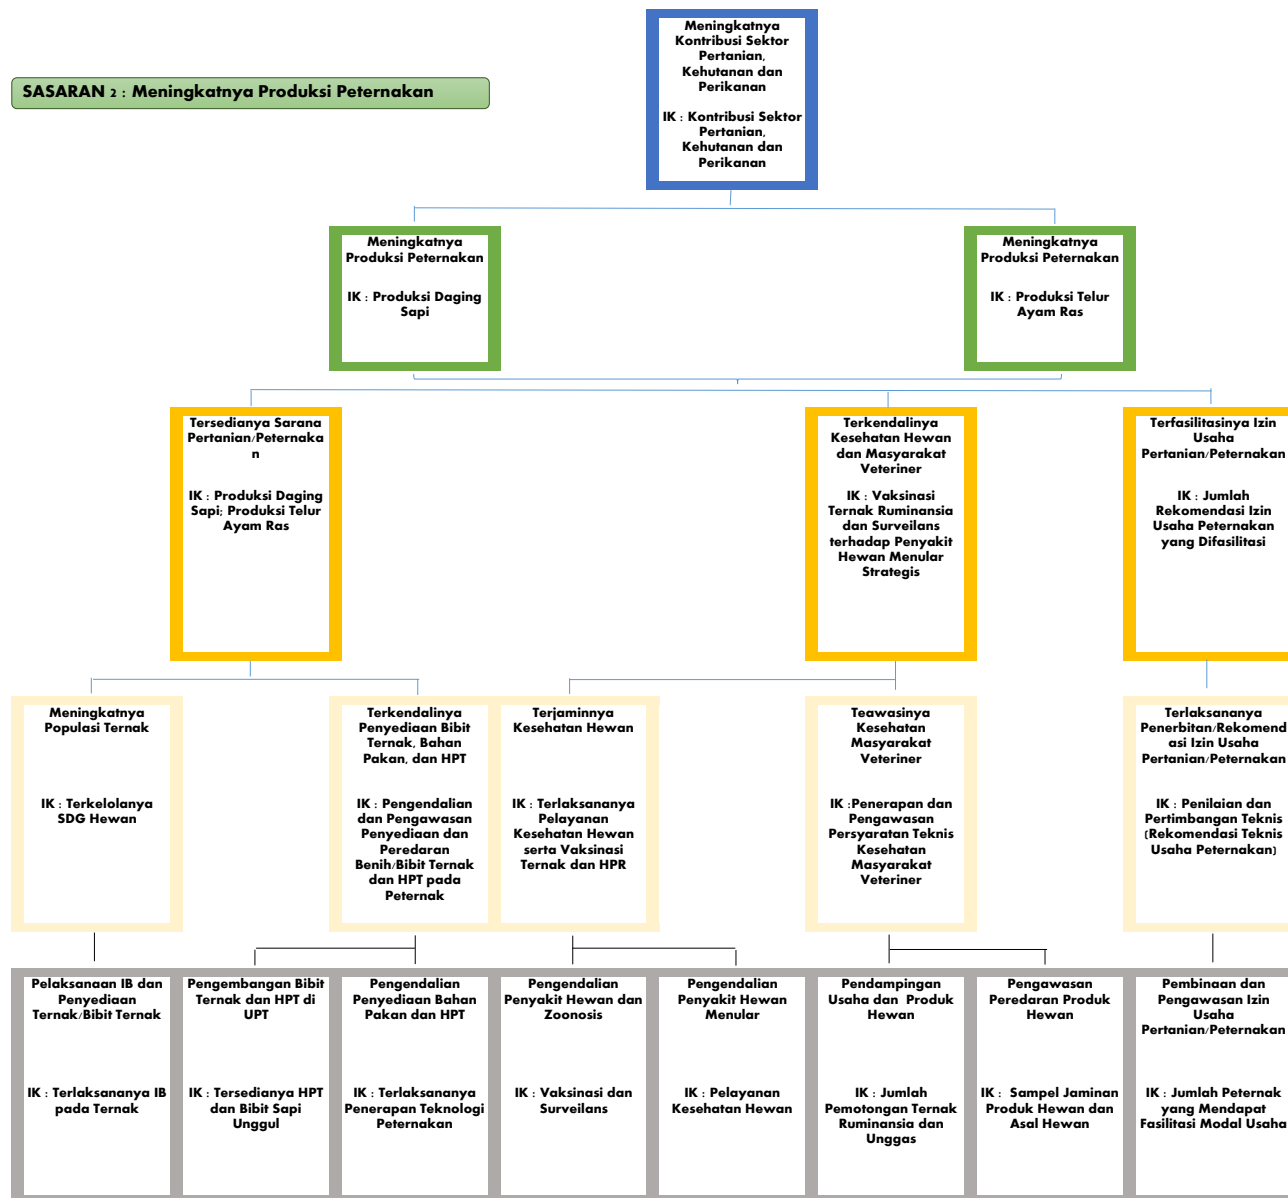 Meningkatnya
Kontribusi Sektor
Pertanian,
Kehutanan dan
Perikanan
IK : Kontribusi Sektor
Pertanian,
Kehutanan dan
Perikanan
SASARAN 2 : Meningkatnya Produksi Peternakan
Meningkatnya
Produksi Peternakan
IK : Produksi Daging
Sapi
Meningkatnya
Produksi Peternakan
IK : Produksi Telur
Ayam Ras
Tersedianya Sarana
Pertanian/Peternaka
n
IK : Produksi Daging
Sapi; Produksi Telur
Ayam Ras
Terkendalinya
Kesehatan Hewan
dan Masyarakat
Veteriner
IK : Vaksinasi
Ternak Ruminansia
dan Surveilans
terhadap Penyakit
Hewan Menular
Strategis
Terfasilitasinya Izin
Usaha
Pertanian/Peternakan
IK : Jumlah
Rekomendasi Izin
Usaha Peternakan
yang Difasilitasi
Meningkatnya
Populasi Ternak
IK : Terkelolanya
SDG Hewan
Terkendalinya
Penyediaan Bibit
Ternak, Bahan
Pakan, dan HPT
IK : Pengendalian
dan Pengawasan
Penyediaan dan
Peredaran
Benih/Bibit Ternak
dan HPT pada
Peternak
Terjaminnya
Kesehatan Hewan
IK : Terlaksananya
Pelayanan
Kesehatan Hewan
serta Vaksinasi
Ternak dan HPR
Teawasinya
Kesehatan
Masyarakat
Veteriner
IK :Penerapan dan
Pengawasan
Persyaratan Teknis
Kesehatan
Masyarakat
Veteriner
Terlaksananya
Penerbitan/Rekomend
asi Izin Usaha
Pertanian/Peternakan
IK : Penilaian dan
Pertimbangan Teknis
(Rekomendasi Teknis
Usaha Peternakan)
Pelaksanaan IB dan
Penyediaan
Ternak/Bibit Ternak
IK : Terlaksananya IB
pada Ternak
Pengembangan Bibit
Ternak dan HPT di
UPT
IK : Tersedianya HPT
dan Bibit Sapi
Unggul
Pengendalian
Penyediaan Bahan
Pakan dan HPT
IK : Terlaksananya
Penerapan Teknologi
Peternakan
Pengendalian
Penyakit Hewan dan
Zoonosis
IK : Vaksinasi dan
Surveilans
Pengendalian
Penyakit Hewan
Menular
IK : Pelayanan
Kesehatan Hewan
Pendampingan
Usaha dan Produk
Hewan
IK : Jumlah
Pemotongan Ternak
Ruminansia dan
Unggas
Pengawasan
Peredaran Produk
Hewan
IK : Sampel Jaminan
Produk Hewan dan
Asal Hewan
Pembinaan dan
Pengawasan Izin
Usaha
Pertanian/Peternakan
IK : Jumlah Peternak
yang Mendapat
Fasilitasi Modal Usaha